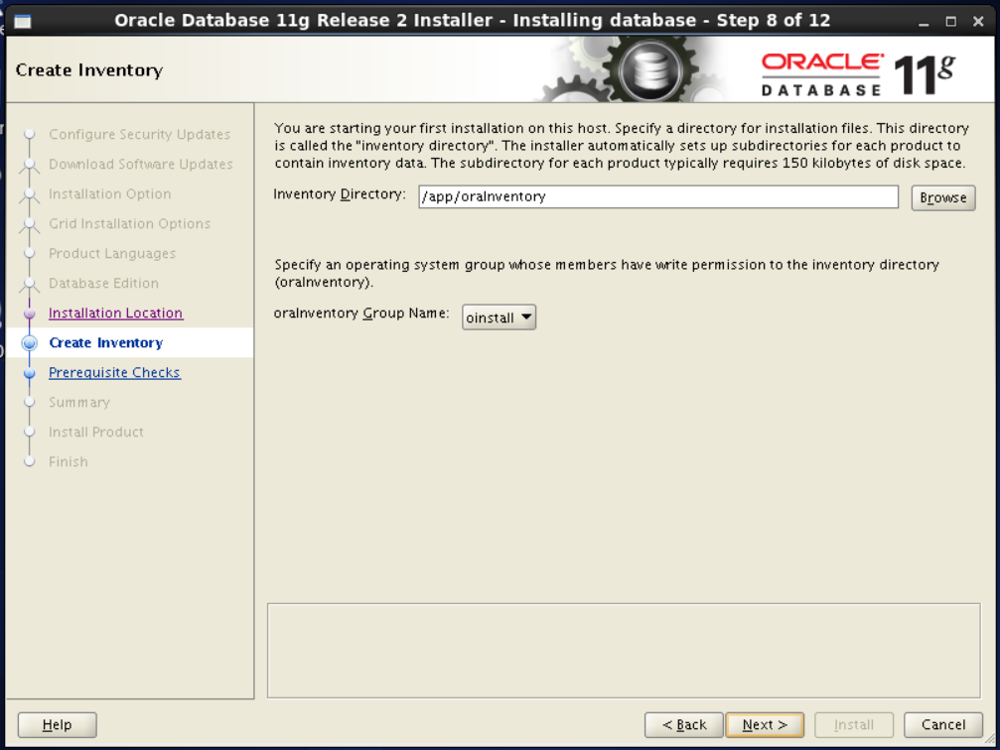 Oracle Database 11g Release 2 Installer - Installing database - Step 8 of 12
Create Inventory
ORACLE
DATABASE
11g
Configure Security Updates
Download Software Updates
Installation Option
Grid Installation Options
Product Languages
Database Edition
Installation Location
Create Inventory
Prerequisite Checks
Summary
Install Product
Finish
You are starting your first installation on this host. Specify a directory for installation files. This directory
is called the "inventory directory". The installer automatically sets up subdirectories for each product to
contain inventory data. The subdirectory for each product typically requires 150 kilobytes of disk space.
Inventory Directory: /app/oraInventory Browse
Specify an operating system group whose members have write permission to the inventory directory
(oraInventory).
oraInventory Group Name: oinstall
Help < Back Next > Install Cancel